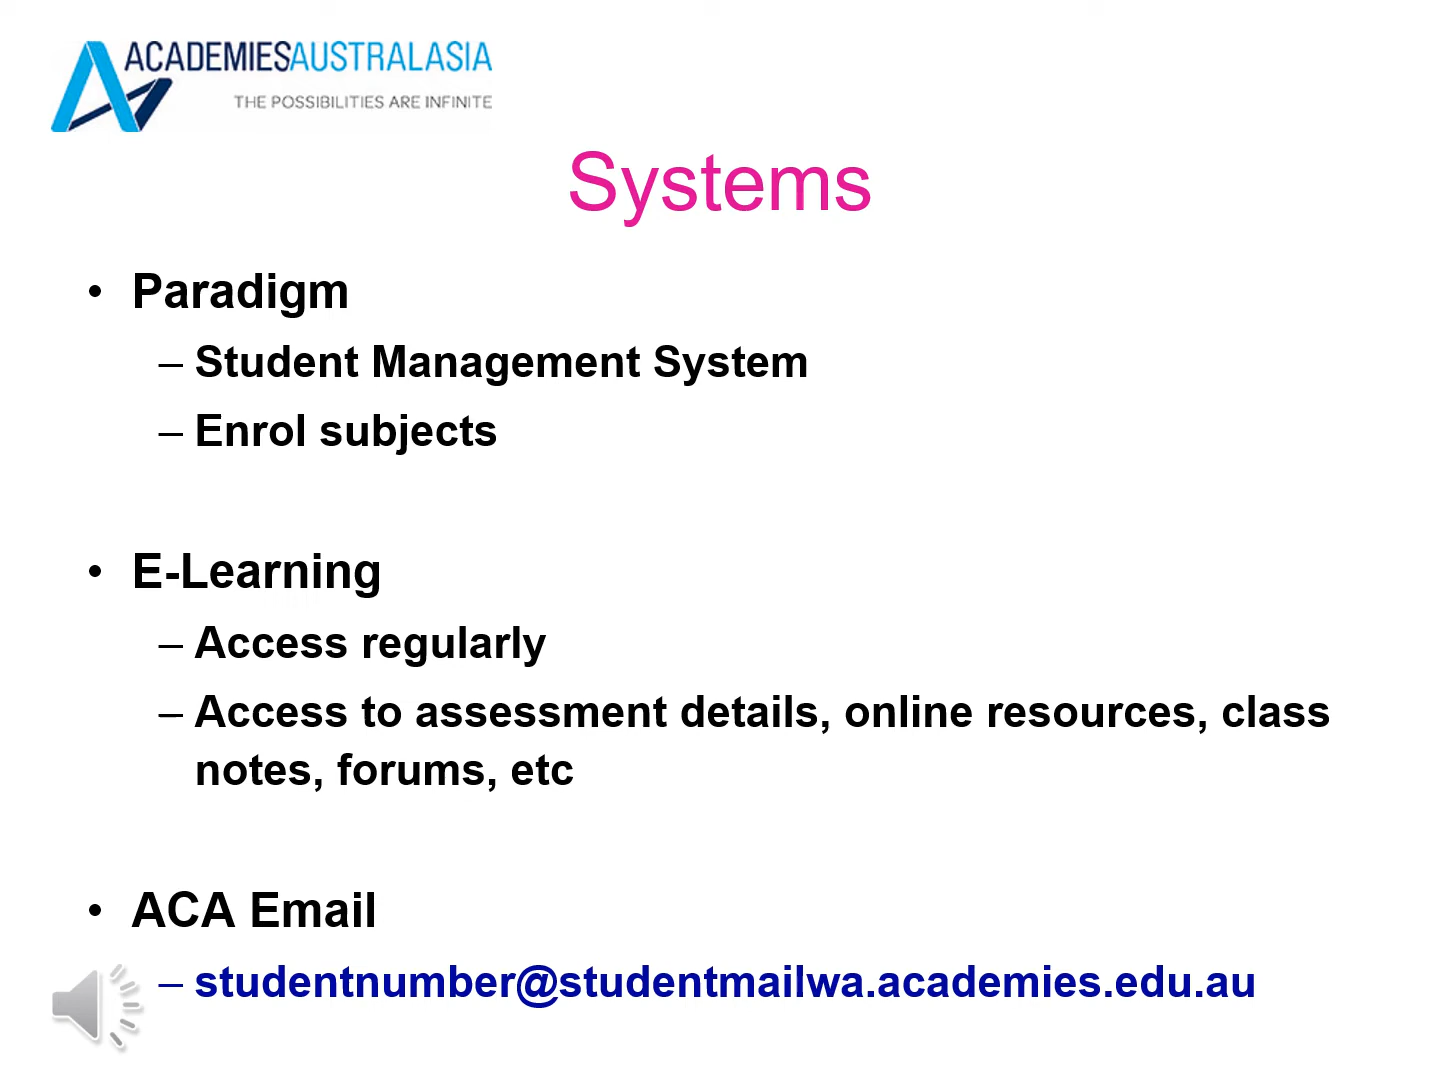 ACADEMIESAUSTRALASIA
THE POSSIBILITIES ARE INFINITE
Systems
• Paradigm
– Student Management System
– Enrol subjects
• E-Learning
– Access regularly
– Access to assessment details, online resources, class
notes, forums, etc
• ACA Email
– studentnumber@studentmailwa.academies.edu.au